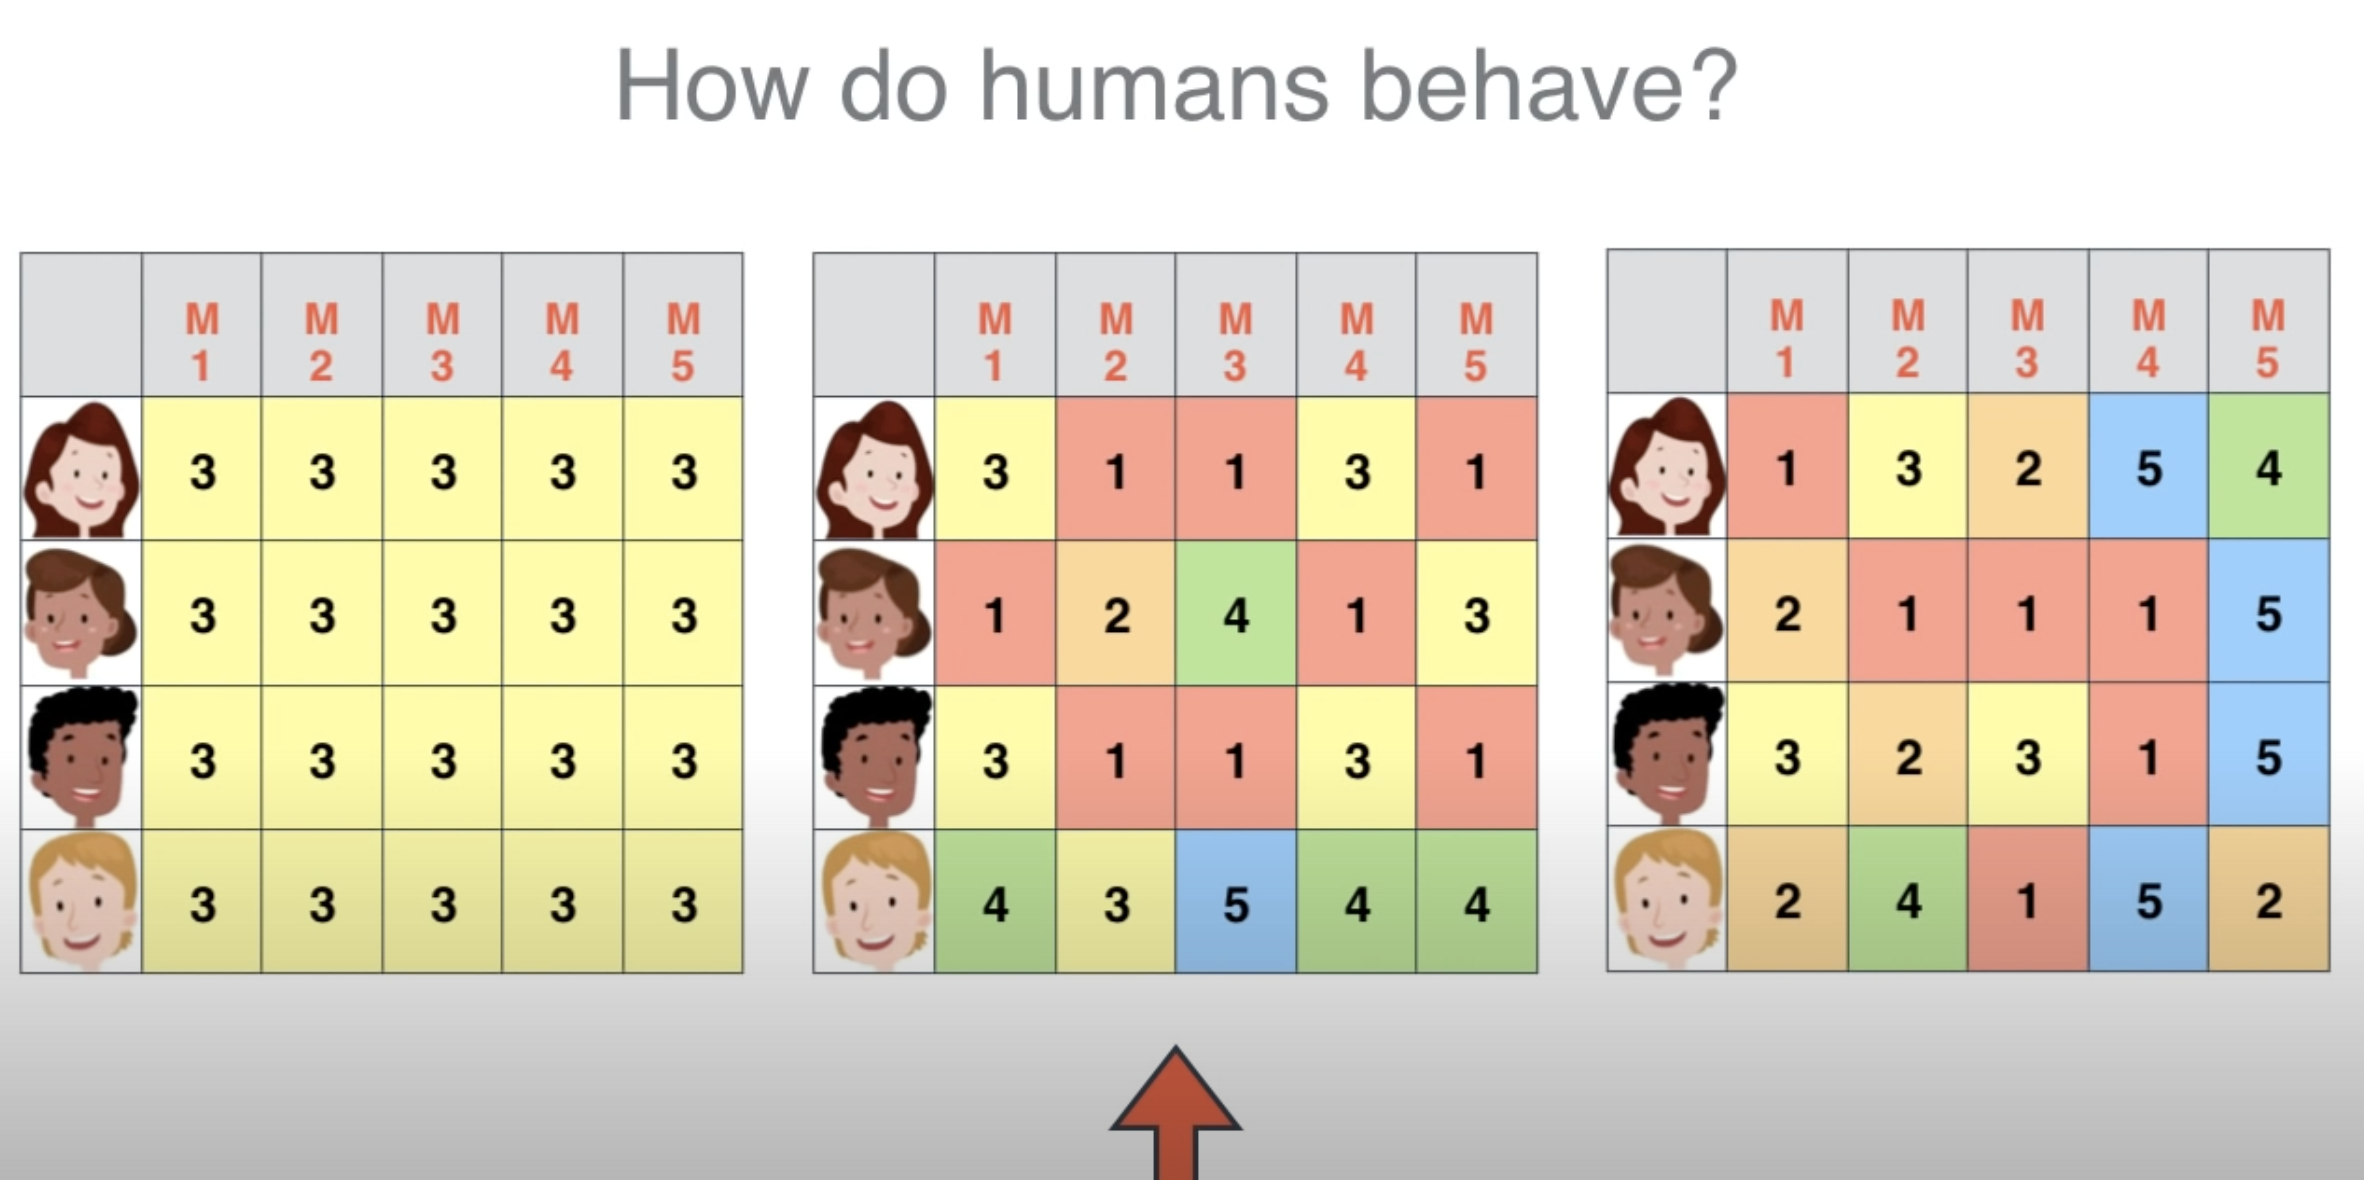 How do humans behave?
M 1 M 2 M 3 M 4 M 5
3 3 3 3 3
3 3 3 3 3
3 3 3 3 3
3 3 3 3 3
M 1 M 2 M 3 M 4 M 5
3 1 1 3 1
1 2 4 1 3
3 1 1 3 1
4 3 5 4 4
M 1 M 2 M 3 M 4 M 5
1 3 2 5 4
2 1 1 1 5
3 2 3 1 5
2 4 1 5 2